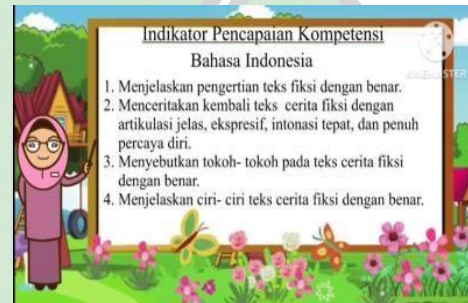 Indikator Pencapaian Kompetensi
Bahasa Indonesia
1. Menjelaskan pengertian teks fiksi dengan benar.
2. Menceritakan kembali teks cerita fiksi dengan
artikulasi jelas, ekspresif, intonasi tepat, dan penuh
percaya diri.
3. Menyebutkan tokoh- tokoh pada teks cerita fiksi
dengan benar.
4. Menjelaskan ciri- ciri teks cerita fiksi dengan benar.
KINEMASTER